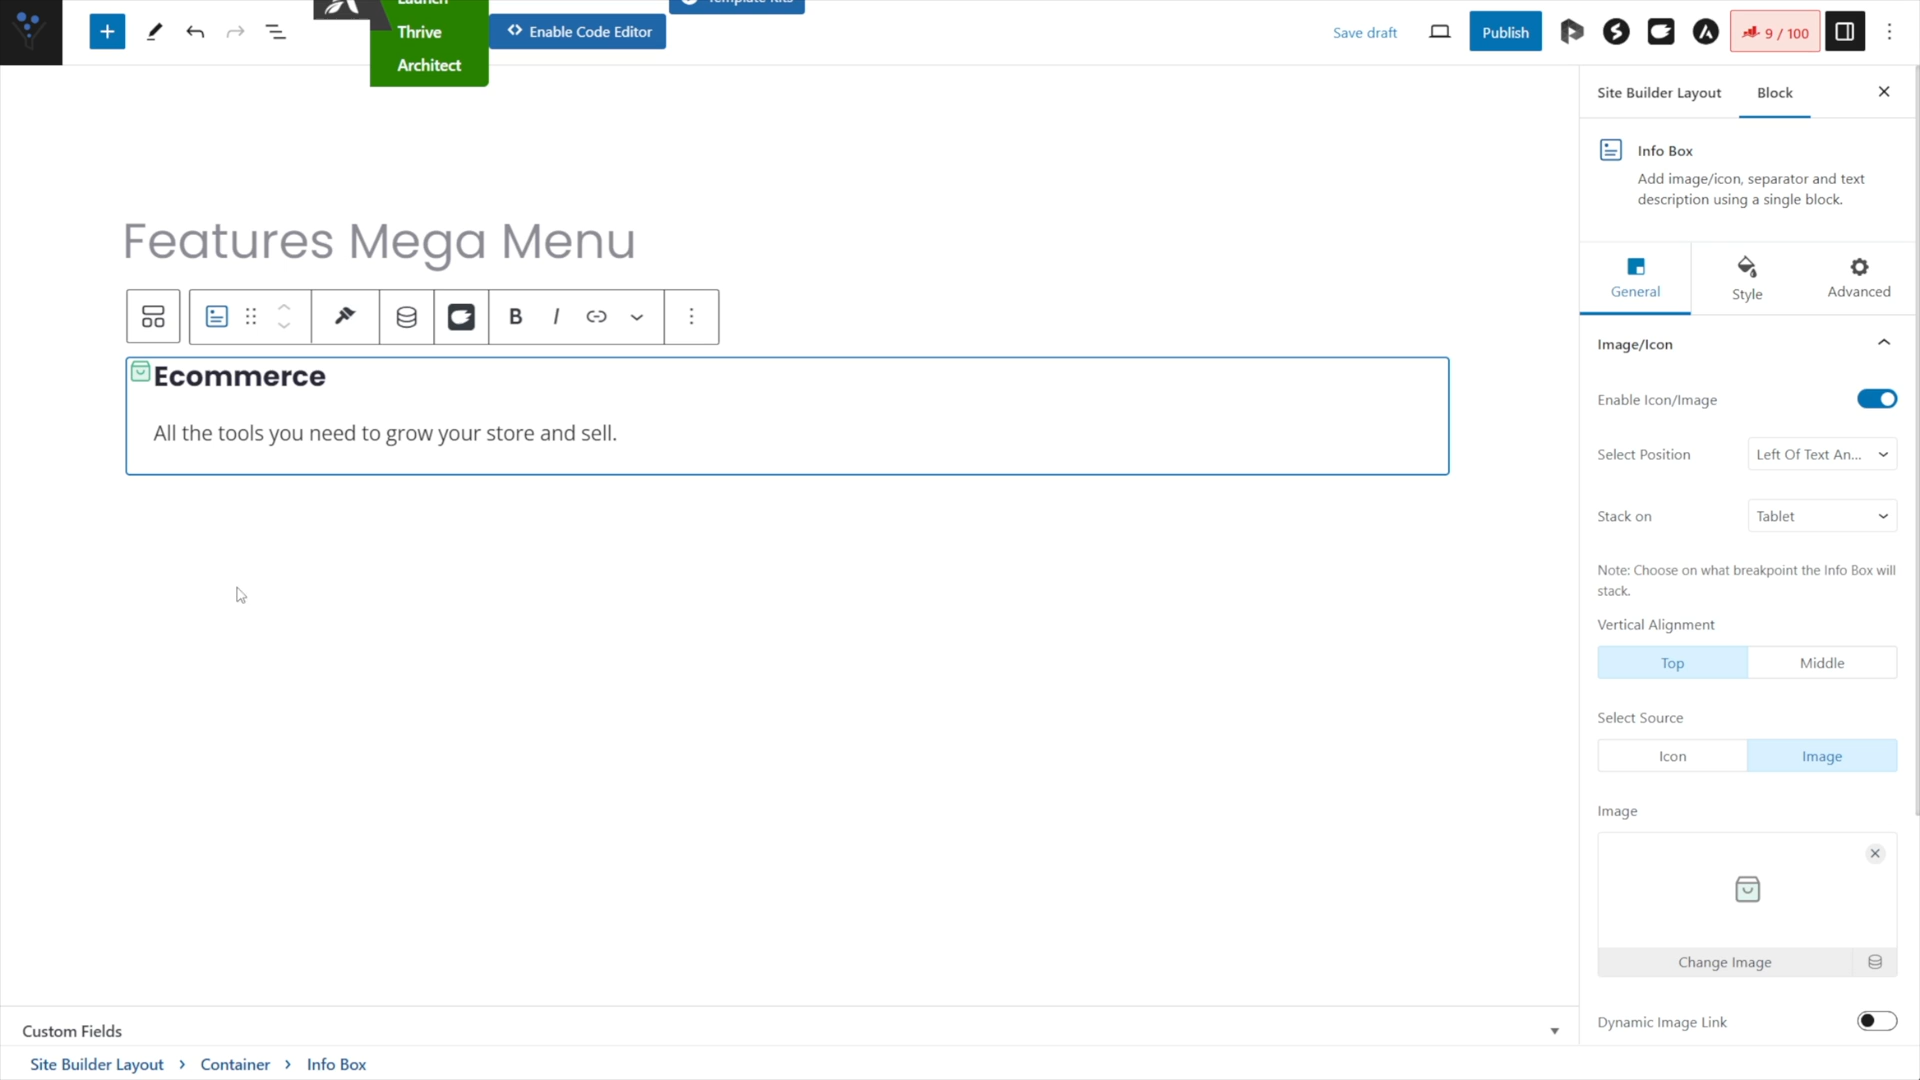 Launch
Thrive
Architect
Enable Code Editor
Template Kits
Save draft
Publish
9 / 100
Site Builder Layout
Block
Info Box
Add image/icon, separator and text
description using a single block.
General
Style
Advanced
Features Mega Menu
B I
Ecommerce
All the tools you need to grow your store and sell.
Image/Icon
Enable Icon/Image
Select Position
Left Of Text An...
Stack on
Tablet
Note: Choose on what breakpoint the Info Box will
stack.
Vertical Alignment
Top
Middle
Select Source
Icon
Image
Image
Change Image
Dynamic Image Link
Custom Fields
Site Builder Layout > Container > Info Box